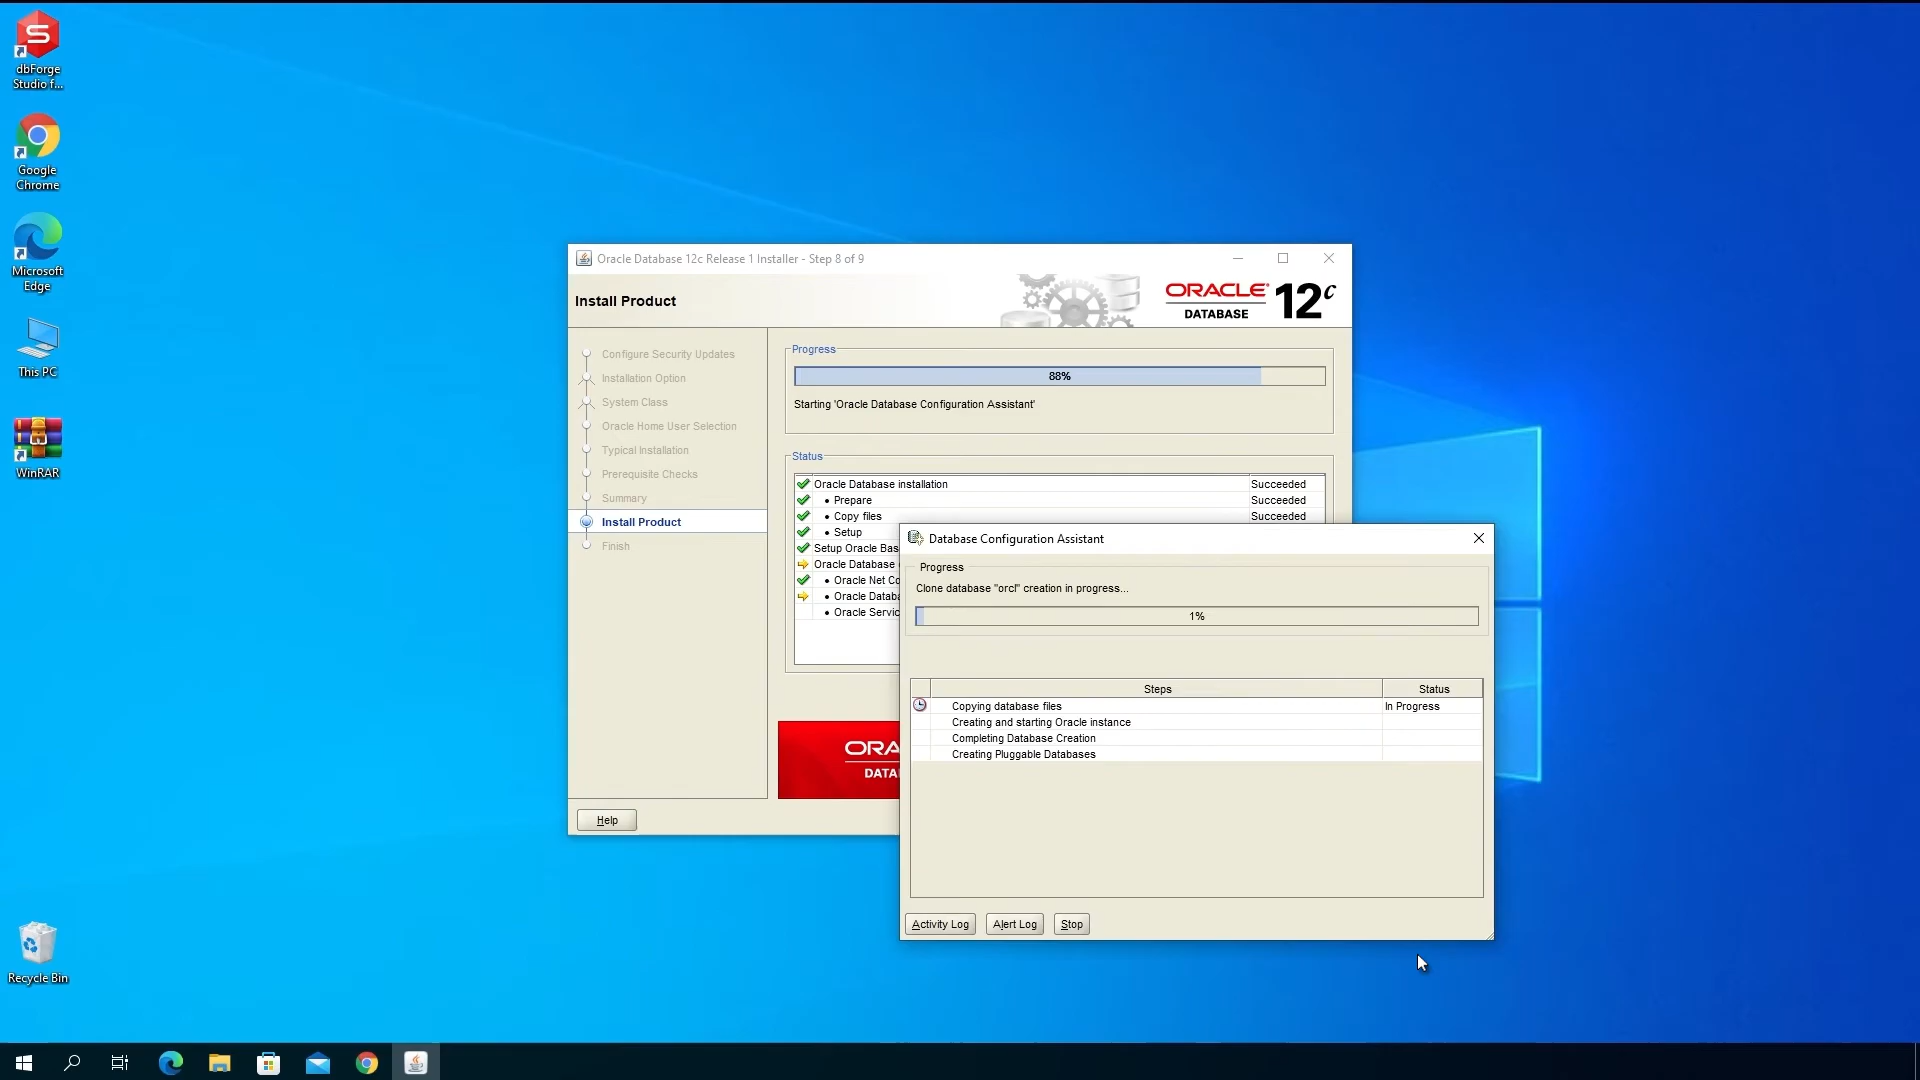 dbForge
Studio f...
Google
Chrome
Microsoft
Edge
This PC
WinRAR
Recycle Bin
Oracle Database 12c Release 1 Installer - Step 8 of 9
Install Product
ORACLE
DATABASE
12c
Configure Security Updates
Installation Option
System Class
Oracle Home User Selection
Typical Installation
Prerequisite Checks
Summary
Install Product
Finish
Progress
88%
Starting 'Oracle Database Configuration Assistant'
Status
Oracle Database installation Succeeded
• Prepare Succeeded
• Copy files Succeeded
• Setup
Setup Oracle Bas
Oracle Database
• Oracle Net Co
• Oracle Databa
• Oracle Servic
ORA
DATA
Help
Database Configuration Assistant
Progress
Clone database "orcl" creation in progress...
1%
Steps Status
Copying database files In Progress
Creating and starting Oracle instance
Completing Database Creation
Creating Pluggable Databases
Activity Log Alert Log Stop